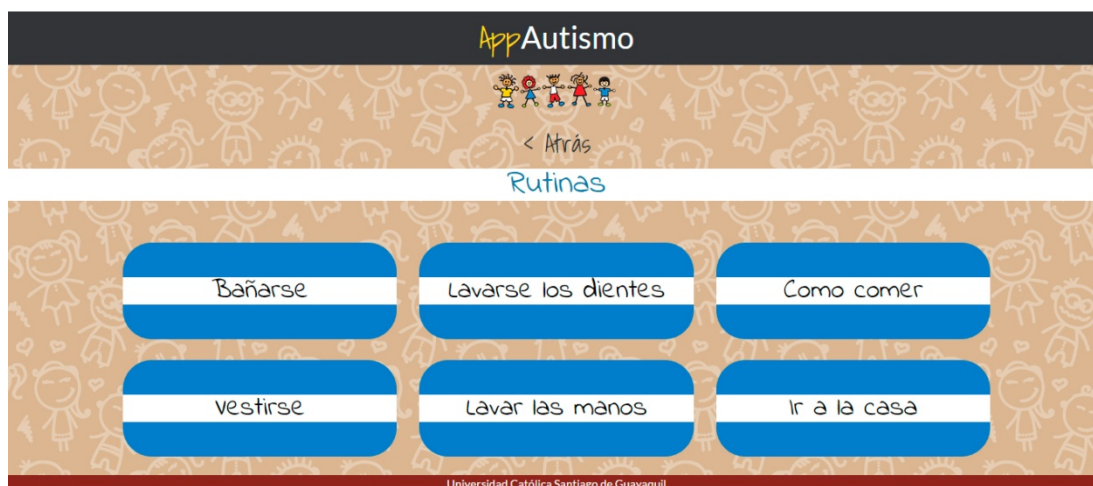 AppAutismo
< Atrás
Rutinas
Bañarse
Lavarse los dientes
Como comer
Vestirse
Lavar las manos
Ir a la casa
Universidad Católica Santiago de Guayaquil